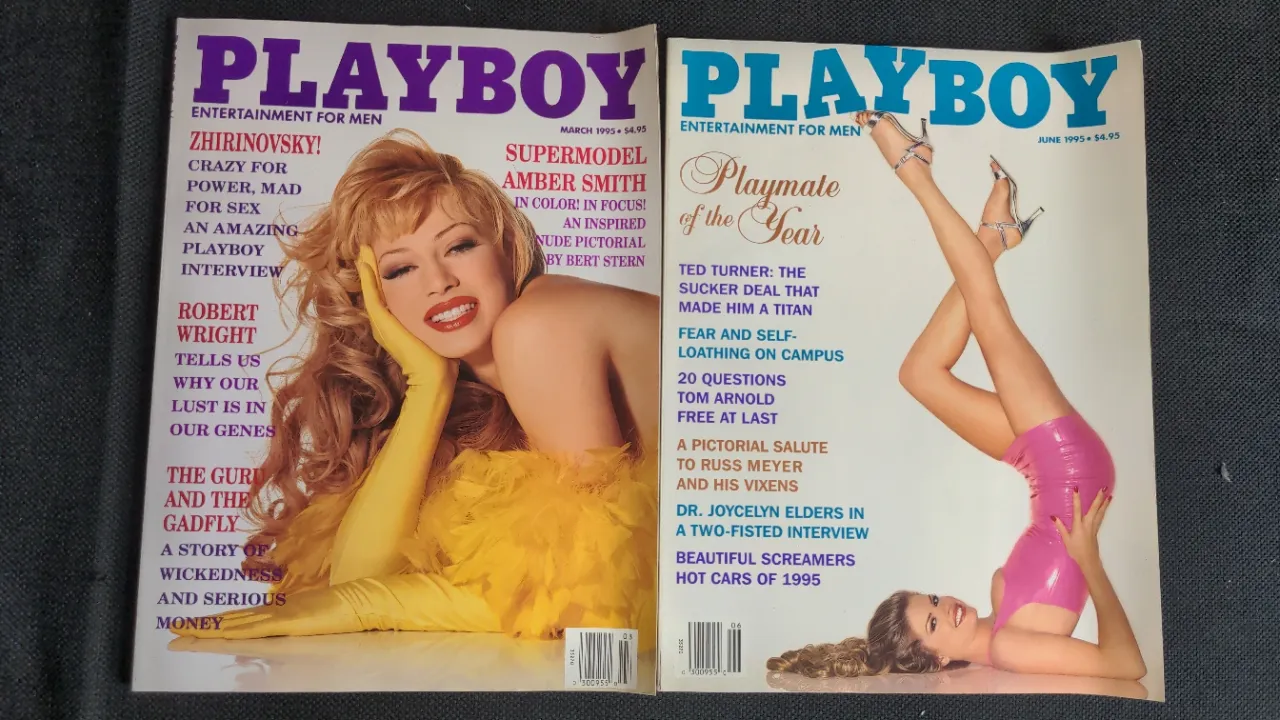 PLAYBOY
ENTERTAINMENT FOR MEN
MARCH 1995 • $4.95
ZHIRINOVSKY!
CRAZY FOR
POWER, MAD
FOR SEX
AN AMAZING
PLAYBOY
INTERVIEW
ROBERT
WRIGHT
TELLS US
WHY OUR
LUST IS IN
OUR GENES
THE GURU
AND THE
GADFLY
A STORY OF
WICKEDNESS
AND SERIOUS
MONEY
SUPERMODEL
AMBER SMITH
IN COLOR! IN FOCUS!
AN INSPIRED
NUDE PICTORIAL
BY BERT STERN
03
PLAYBOY
ENTERTAINMENT FOR MEN
JUNE 1995 • $4.95
Playmate
of the Year
TED TURNER: THE
SUCKER DEAL THAT
MADE HIM A TITAN
FEAR AND SELF-
LOATHING ON CAMPUS
20 QUESTIONS
TOM ARNOLD
FREE AT LAST
A PICTORIAL SALUTE
TO RUSS MEYER
AND HIS VIXENS
DR. JOYCELYN ELDERS IN
A TWO-FISTED INTERVIEW
BEAUTIFUL SCREAMERS
HOT CARS OF 1995
06